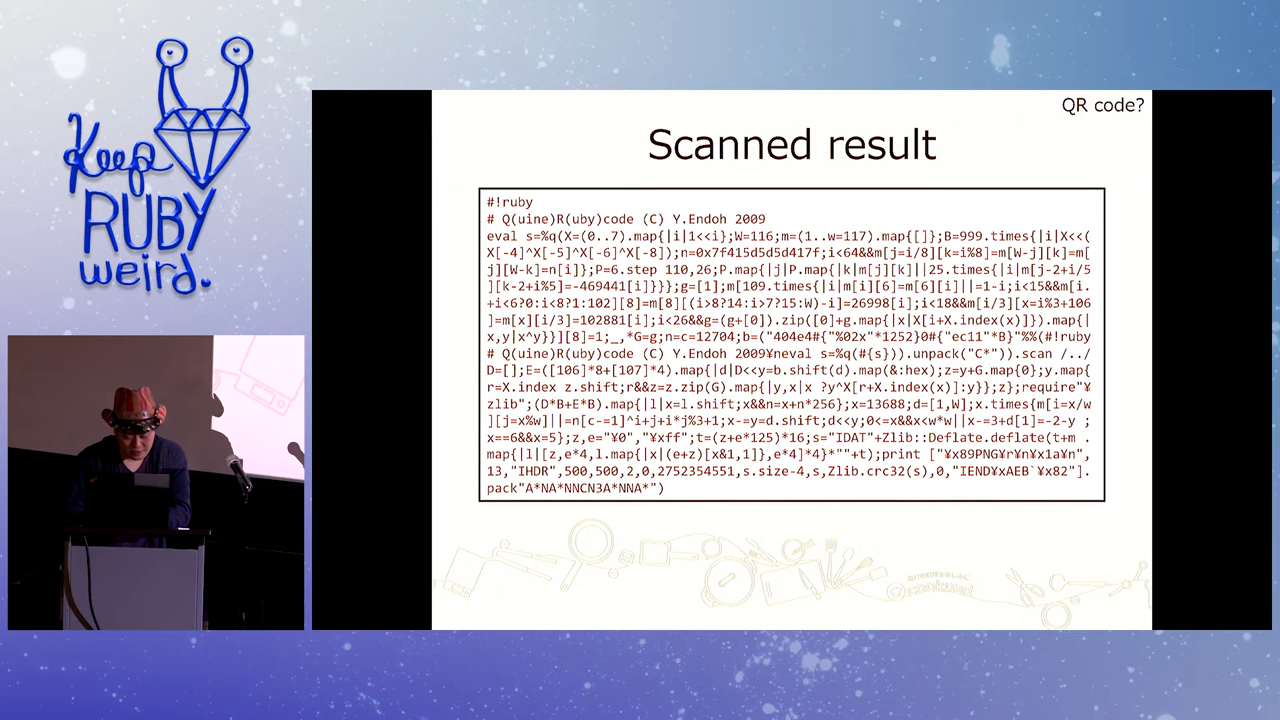 Keep
RUBY
weird.
QR code?
Scanned result
#!ruby
# Q(uine)R(uby)code (C) Y.Endoh 2009
eval s=%q(X=(0..7).map{|i|1<<i};W=116;m=(1..w=117).map{[]};B=999.times{|i|X<<(
X[-4]^X[-5]^X[-6]^X[-8]);n=0x7f415d5d5d417f;i<64&&m[j=i/8][k=i%8]=m[W-j][k]=m[
j][W-k]=n[i]};P=6.step 110,26;P.map{|j|P.map{|k|m[j][k]||25.times{|i|m[j-2+i/5
][k-2+i%5]=-469441[i]}}};g=[1];m[109.times{|i|m[i][6]=m[6][i]||=1-i;i<15&&m[i.
+i<6?0:i<8?1:102][8]=m[8][(i>8?14:i>7?15:W)-i]=26998[i];i<18&&m[i/3][x=i%3+106
]=m[x][i/3]=102881[i];i<26&&g=(g+[0]).zip([0]+g.map{|x|X[i+X.index(x)]}).map{|
x,y|x^y}}][8]=1;_,*G=g;n=c=12704;b=("404e4#{"%02x"*1252}0#{"ec11"*B}"%%(#!ruby
# Q(uine)R(uby)code (C) Y.Endoh 2009¥neval s=%q(#{s})).unpack("C*")).scan /../
D=[];E=([106]*8+[107]*4).map{|d|D<<y=b.shift(d).map(&:hex);z=y+G.map{0};y.map{
r=X.index z.shift;r&&z=z.zip(G).map{|y,x|x ?y^X[r+X.index(x)]:y}};z};require"¥
zlib";(D*B+E*B).map{|l|x=l.shift;x&&n=x+n*256};x=13688;d=[1,W];x.times{m[i=x/w
][j=x%w]||=n[c-=1]^i+j+i*j%3+1;x-=y=d.shift;d<<y;0<=x&&x<w*w||x-=3+d[1]=-2-y ;
x==6&&x=5};z,e="¥0","¥xff";t=(z+e*125)*16;s="IDAT"+Zlib::Deflate.deflate(t+m .
map{|l|[z,e*4,l.map{|x|(e+z)[x&1,1]},e*4]*4}*""+t);print ["¥x89PNG¥r¥n¥x1a¥n",
13,"IHDR",500,500,2,0,2752354551,s.size-4,s,Zlib.crc32(s),0,"IEND¥xAEB`¥x82"].
pack"A*NA*NNCN3A*NNA*")
cookpad